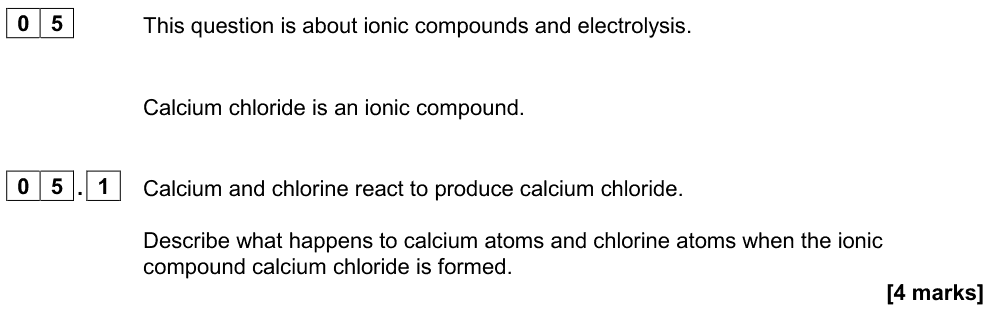 0 5 This question is about ionic compounds and electrolysis.
Calcium chloride is an ionic compound.
0 5 . 1 Calcium and chlorine react to produce calcium chloride.
Describe what happens to calcium atoms and chlorine atoms when the ionic
compound calcium chloride is formed.
[4 marks]